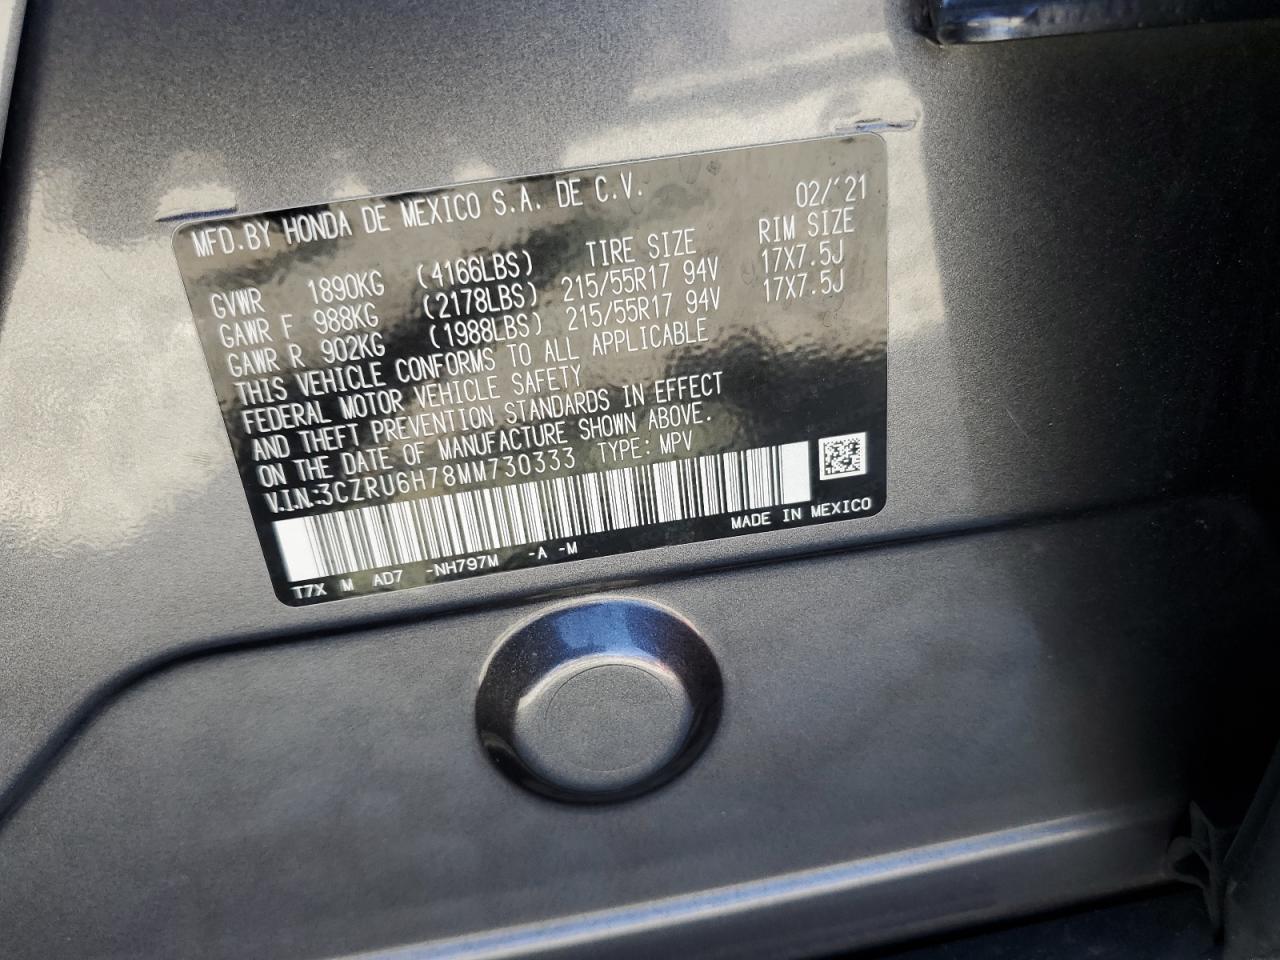 MFD.BY HONDA DE MEXICO S.A. DE C.V. 02/'21
TIRE SIZE RIM SIZE
GVWR 1890KG (4166LBS)
GAWR F 988KG (2178LBS) 215/55R17 94V 17X7.5J
GAWR R 902KG (1988LBS) 215/55R17 94V 17X7.5J
THIS VEHICLE CONFORMS TO ALL APPLICABLE
FEDERAL MOTOR VEHICLE SAFETY
AND THEFT PREVENTION STANDARDS IN EFFECT
ON THE DATE OF MANUFACTURE SHOWN ABOVE.
V.I.N.:3CZRU6H78MM730333 TYPE: MPV
MADE IN MEXICO
T7X M AD7 -NH797M -A -M